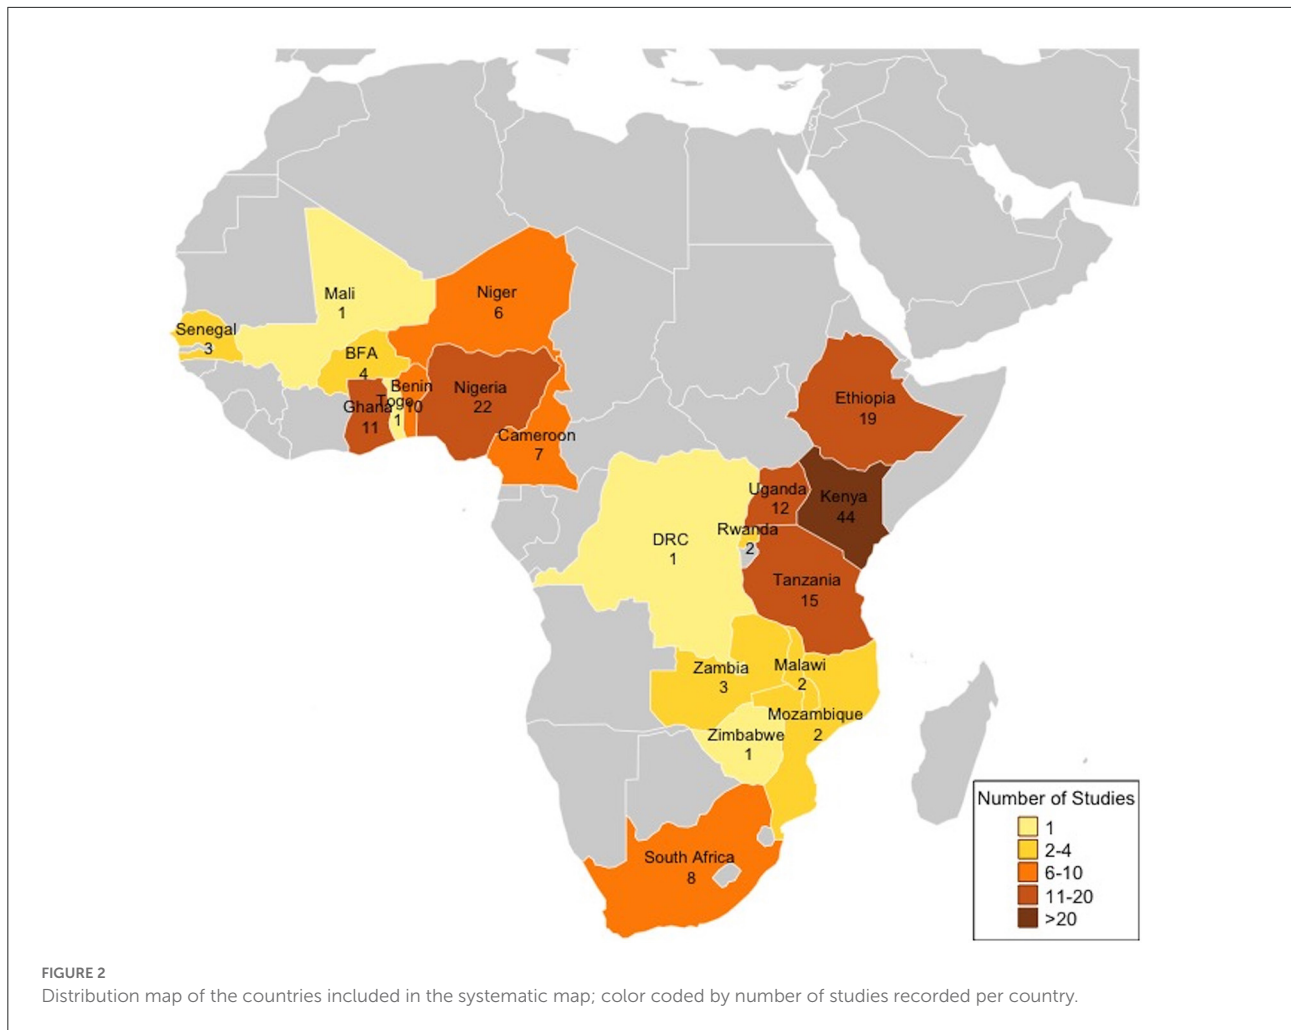 Mali
1
Niger
6
Senegal
3
BFA
4
Benin
10
Togo
1
Ghana
11
Nigeria
22
Cameroon
7
Ethiopia
19
Uganda
12
Kenya
44
Rwanda
2
DRC
1
Tanzania
15
Zambia
3
Malawi
2
Mozambique
2
Zimbabwe
1
South Africa
8
Number of Studies
1
2-4
6-10
11-20
>20
FIGURE 2
Distribution map of the countries included in the systematic map; color coded by number of studies recorded per country.